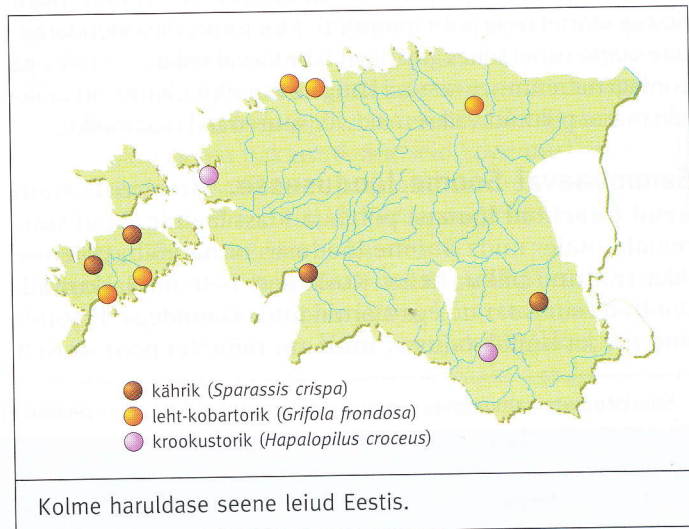 kährik (Sparassis crispa)
leht-kobartorik (Grifola frondosa)
krookustorik (Hapalopilus croceus)
Kolme haruldase seene leiud Eestis.